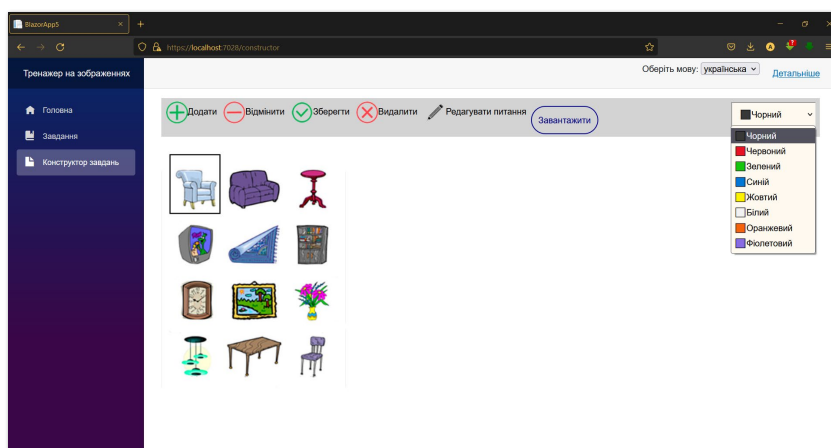 BlazorApp5
https://localhost:7028/constructor
Тренажер на зображеннях
Оберіть мову: українська
Детальніше
Головна
Завдання
Конструктор завдань
Додати Відмінити Зберегти Видалити Редагувати питання Завантажити
Чорний
Чорний
Червоний
Зелений
Синій
Жовтий
Білий
Оранжевий
Фіолетовий